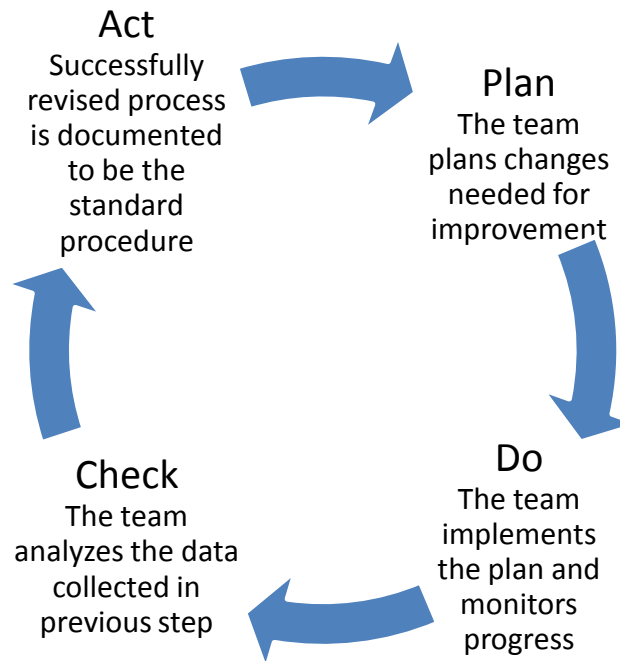 Act
Successfully
revised process
is documented
to be the
standard
procedure
Plan
The team
plans changes
needed for
improvement
Do
The team
implements
the plan and
monitors
progress
Check
The team
analyzes the data
collected in
previous step